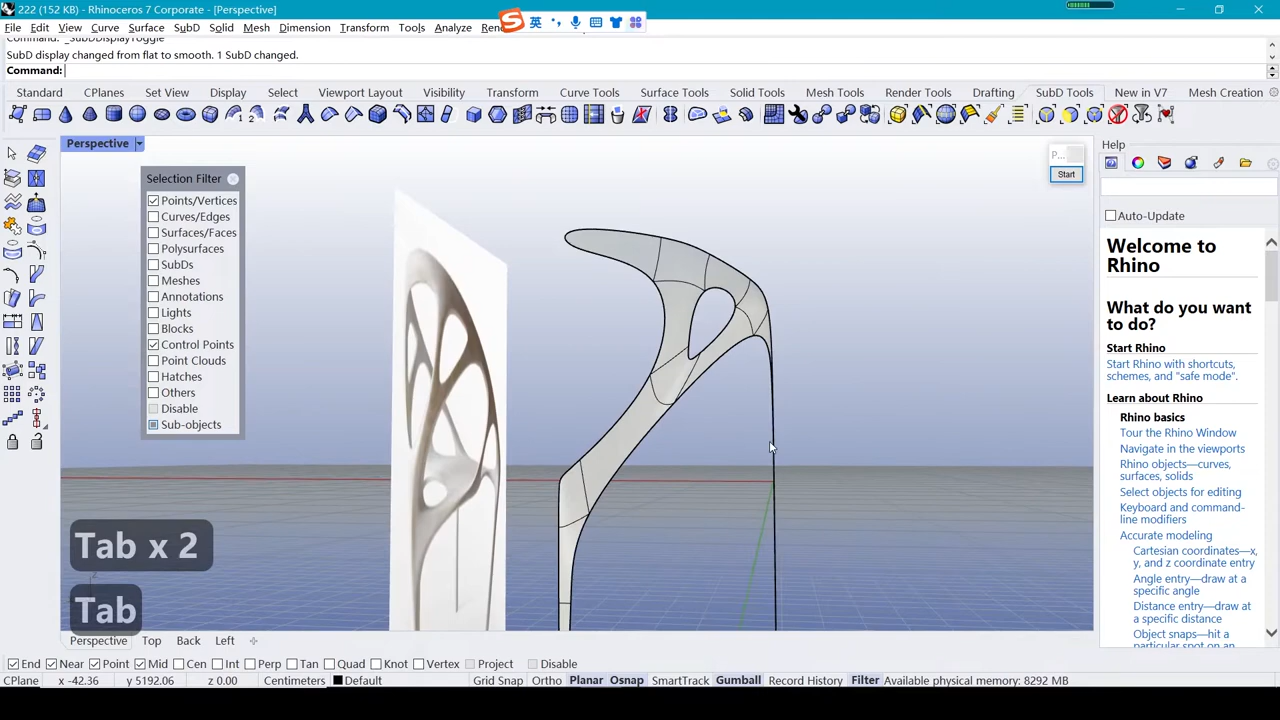 222 (152 KB) - Rhinoceros 7 Corporate - [Perspective]
File Edit View Curve Surface SubD Solid Mesh Dimension Transform Tools Analyze
英
SubD display changed from flat to smooth. 1 SubD changed.
Command:
Standard CPlanes Set View Display Select Viewport Layout Visibility Transform Curve Tools Surface Tools Solid Tools Mesh Tools Render Tools Drafting SubD Tools New in V7 Mesh Creation
Perspective
Selection Filter
Points/Vertices
Curves/Edges
Surfaces/Faces
Polysurfaces
SubDs
Meshes
Annotations
Lights
Blocks
Control Points
Point Clouds
Hatches
Others
Disable
Sub-objects
P...
Start
Help
Auto-Update
Welcome to
Rhino
What do you want
to do?
Start Rhino
Start Rhino with shortcuts,
schemes, and "safe mode".
Learn about Rhino
Rhino basics
Tour the Rhino Window
Navigate in the viewports
Rhino objects—curves,
surfaces, solids
Select objects for editing
Keyboard and command-
line modifiers
Accurate modeling
Cartesian coordinates—x,
y, and z coordinate entry
Angle entry—draw at a
specific angle
Distance entry—draw at
a specific distance
Object snaps—hit a
Tab x 2
Tab
Perspective Top Back Left
End Near Point Mid Cen Int Perp Tan Quad Knot Vertex Project Disable
CPlane x -42.36 y 5192.06 z 0.00 Centimeters Default Grid Snap Ortho Planar Osnap SmartTrack Gumball Record History Filter Available physical memory: 8292 MB